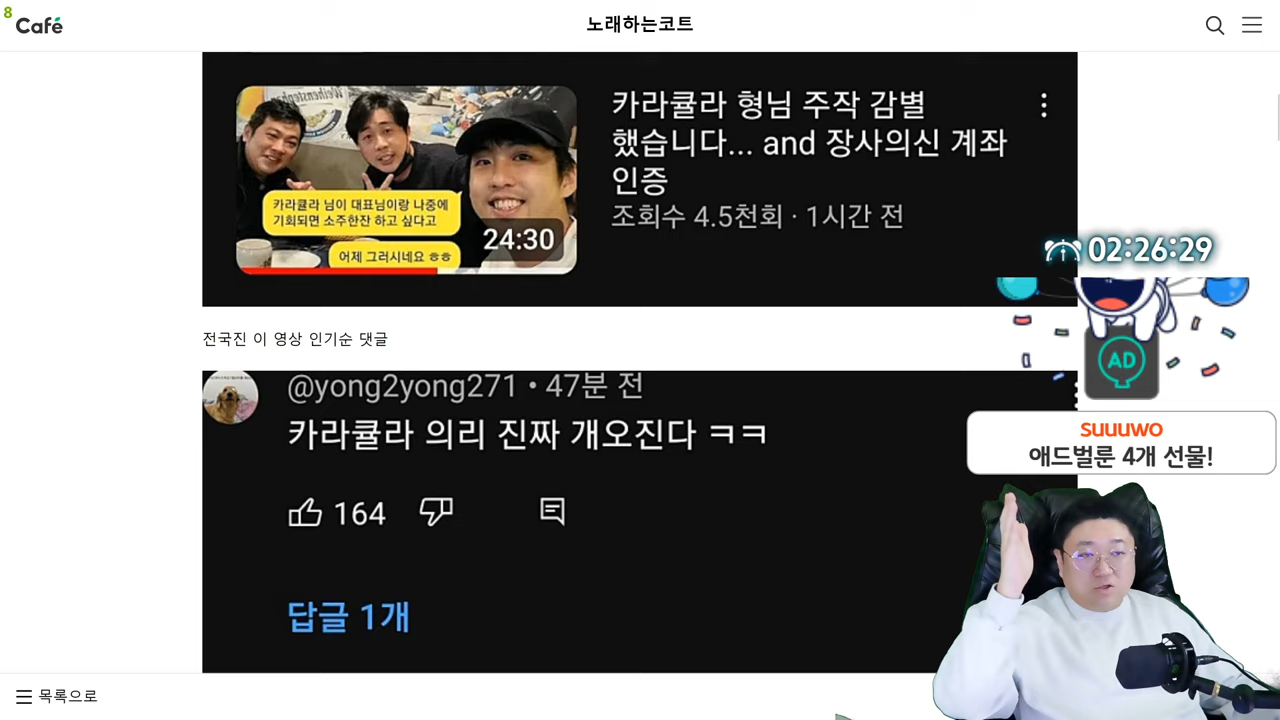 8
Café
노래하는코트
카라큘라 형님 주작 감별
했습니다... and 장사의신 계좌
인증
조회수 4.5천회 · 1시간 전
카라큘라 님이 대표님이랑 나중에
기회되면 소주한잔 하고 싶다고
어제 그러시네요 ㅎㅎ
24:30
02:26:29
전국진 이 영상 인기순 댓글
AD
@yong2yong271 • 47분 전
카라큘라 의리 진짜 개오진다 ㅋㅋ
suuuwo
애드벌룬 4개 선물!
164
답글 1개
목록으로